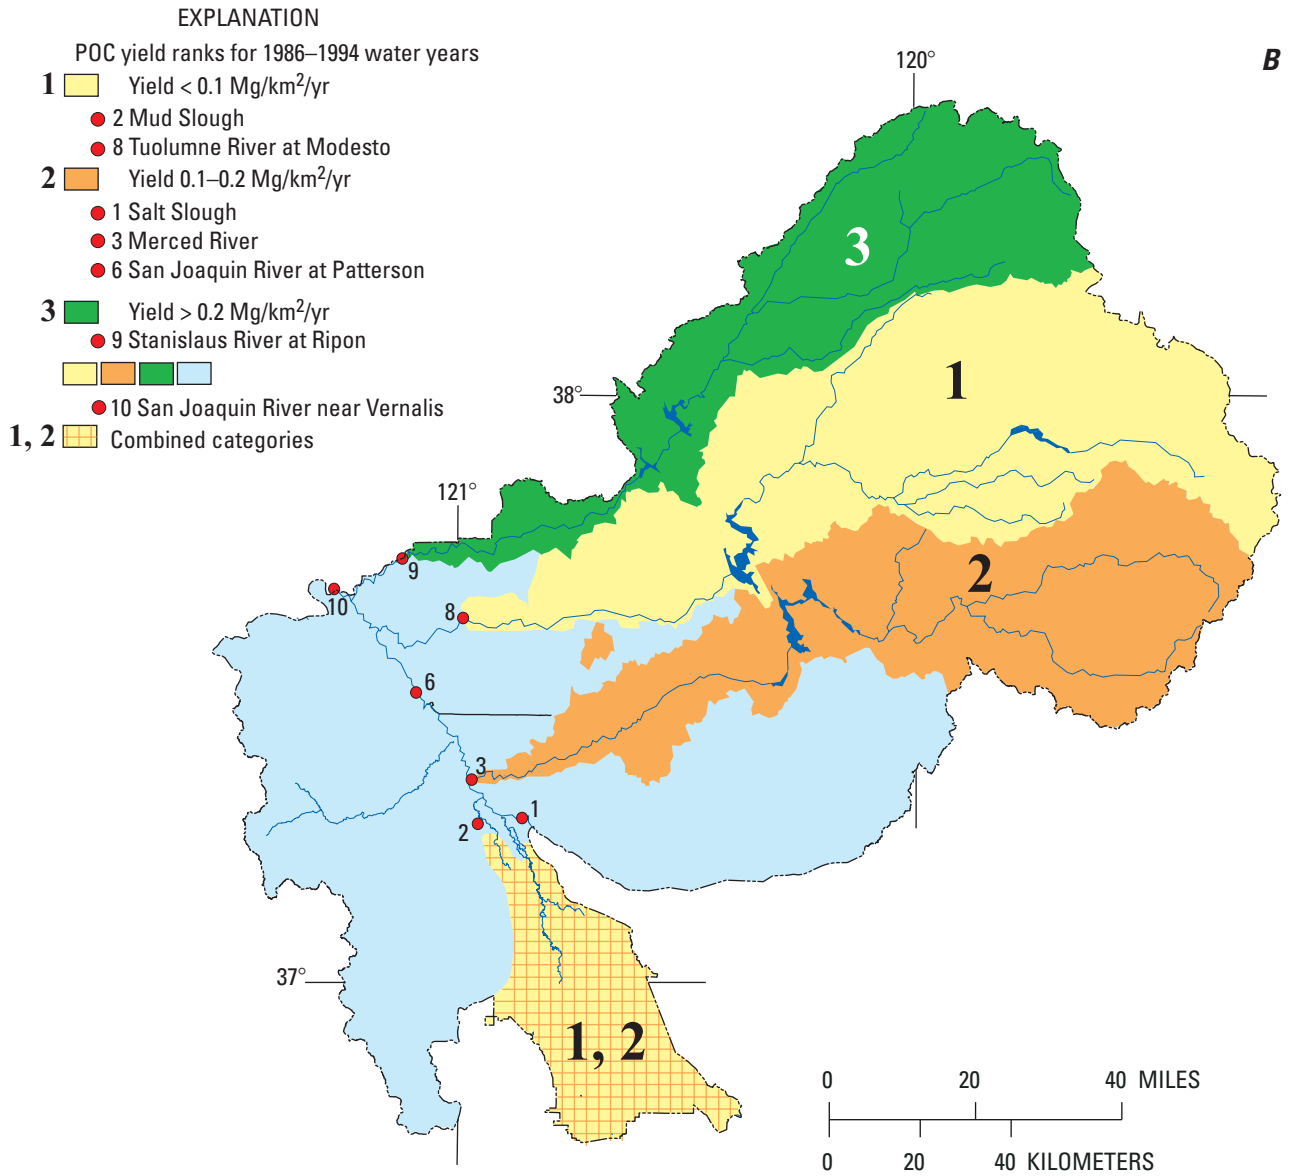 EXPLANATION
POC yield ranks for 1986–1994 water years
1 Yield < 0.1 Mg/km²/yr
2 Mud Slough
8 Tuolumne River at Modesto
2 Yield 0.1–0.2 Mg/km²/yr
1 Salt Slough
3 Merced River
6 San Joaquin River at Patterson
3 Yield > 0.2 Mg/km²/yr
9 Stanislaus River at Ripon
10 San Joaquin River near Vernalis
1, 2 Combined categories
B
120°
3
38°
1
121°
9
2
10
8
6
3
1
2
37°
1, 2
0 20 40 MILES
0 20 40 KILOMETERS